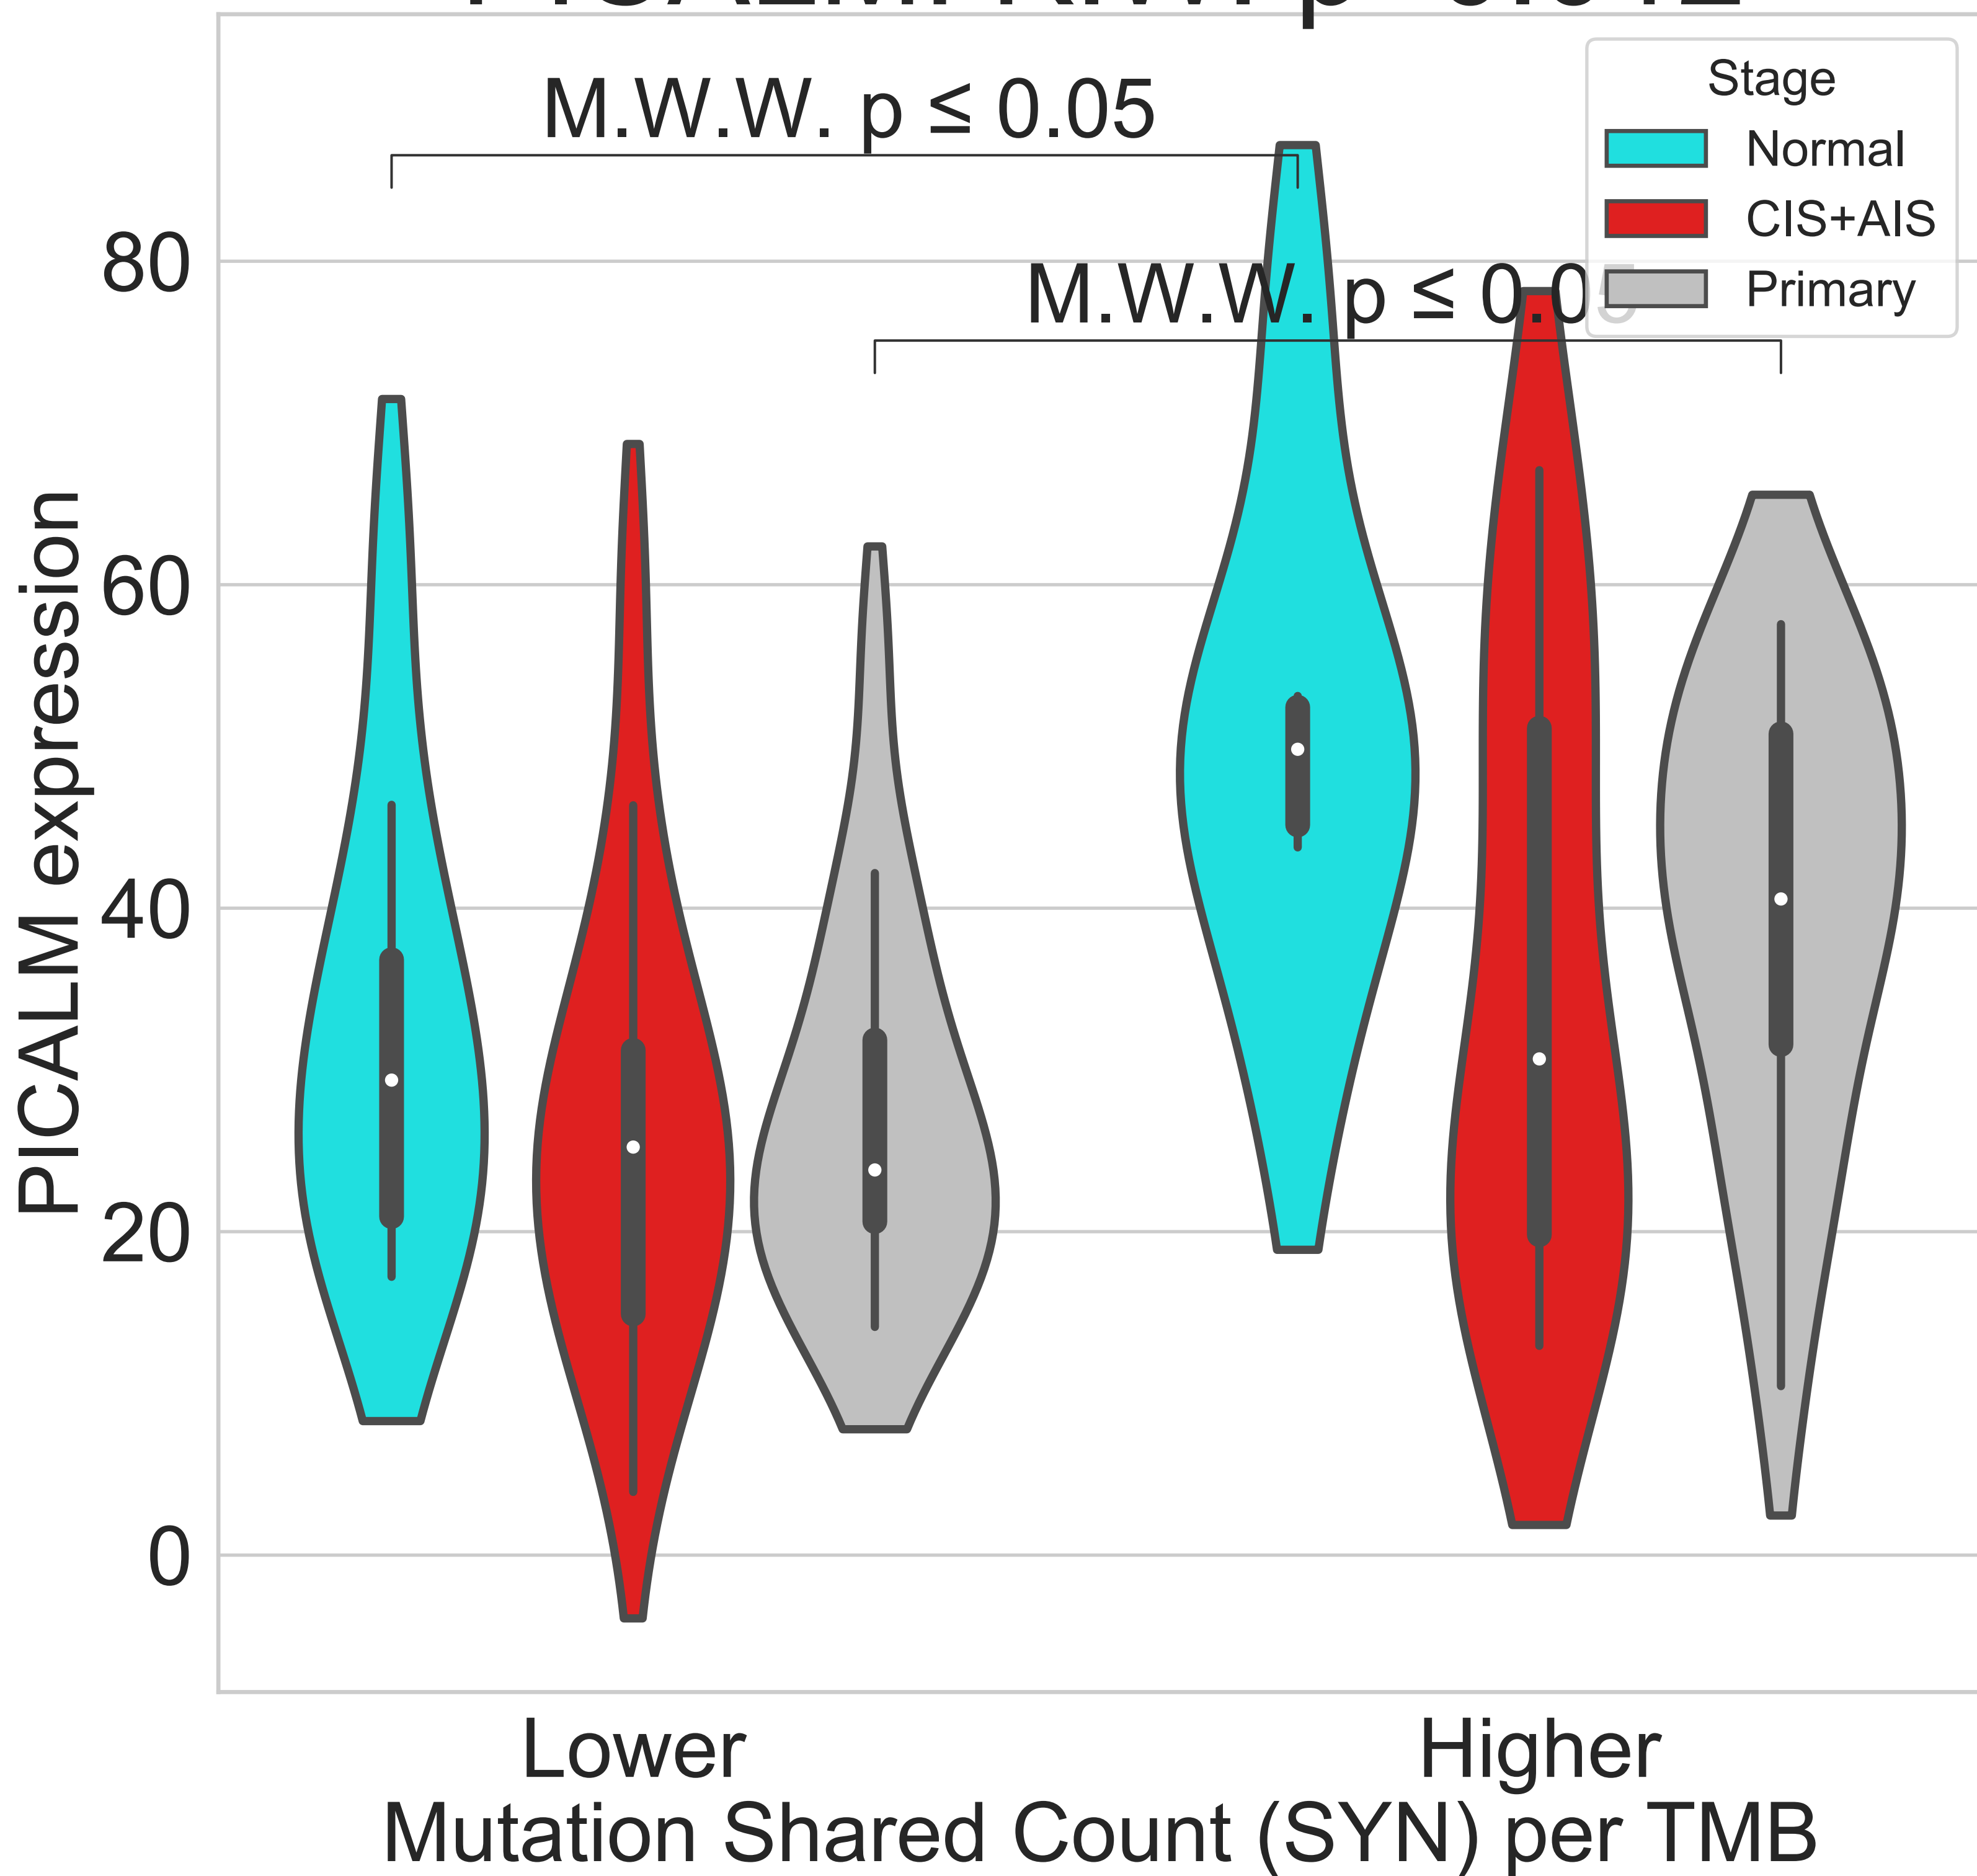 M.W.W. p ≤ 0.05
Stage
Normal
CIS+AIS
Primary
M.W.W. p ≤ 0.05
80
60
40
20
0
PICALM expression
Lower
Higher
Mutation Shared Count (SYN) per TMB